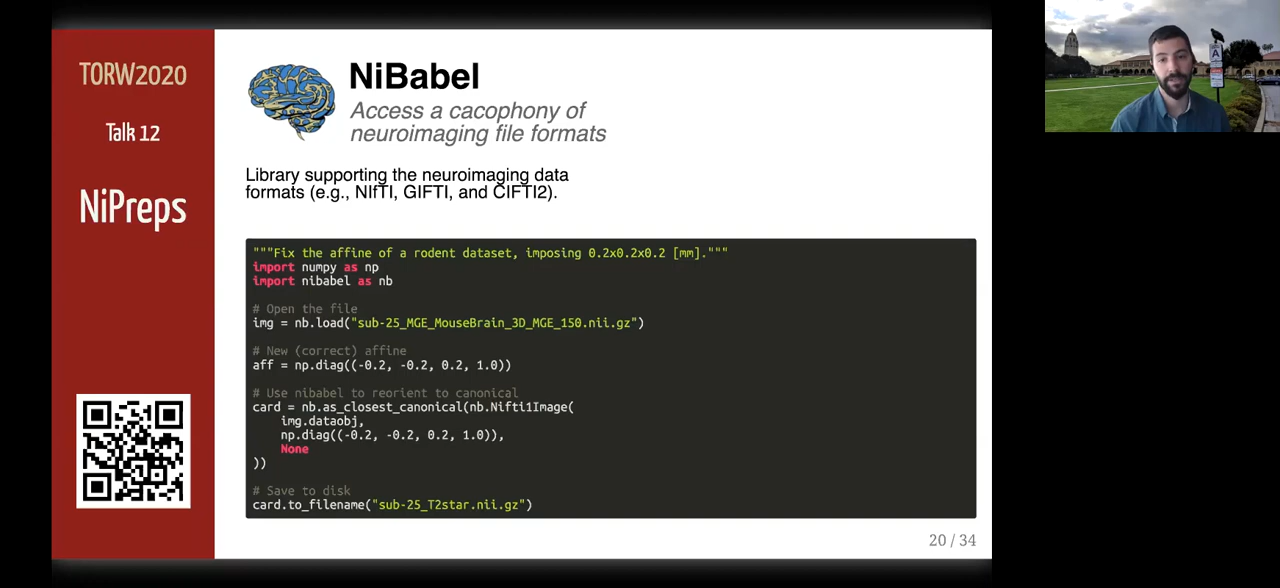 TORW2020
Talk 12
NiPreps
NiBabel
Access a cacophony of
neuroimaging file formats
Library supporting the neuroimaging data
formats (e.g., NIfTI, GIFTI, and CIFTI2).
"""Fix the affine of a rodent dataset, imposing 0.2x0.2x0.2 [mm]."""
import numpy as np
import nibabel as nb
# Open the file
img = nb.load("sub-25_MGE_MouseBrain_3D_MGE_150.nii.gz")
# New (correct) affine
aff = np.diag((-0.2, -0.2, 0.2, 1.0))
# Use nibabel to reorient to canonical
card = nb.as_closest_canonical(nb.Nifti1Image(
    img.dataobj,
    np.diag((-0.2, -0.2, 0.2, 1.0)),
    None
))
# Save to disk
card.to_filename("sub-25_T2star.nii.gz")
20 / 34
A